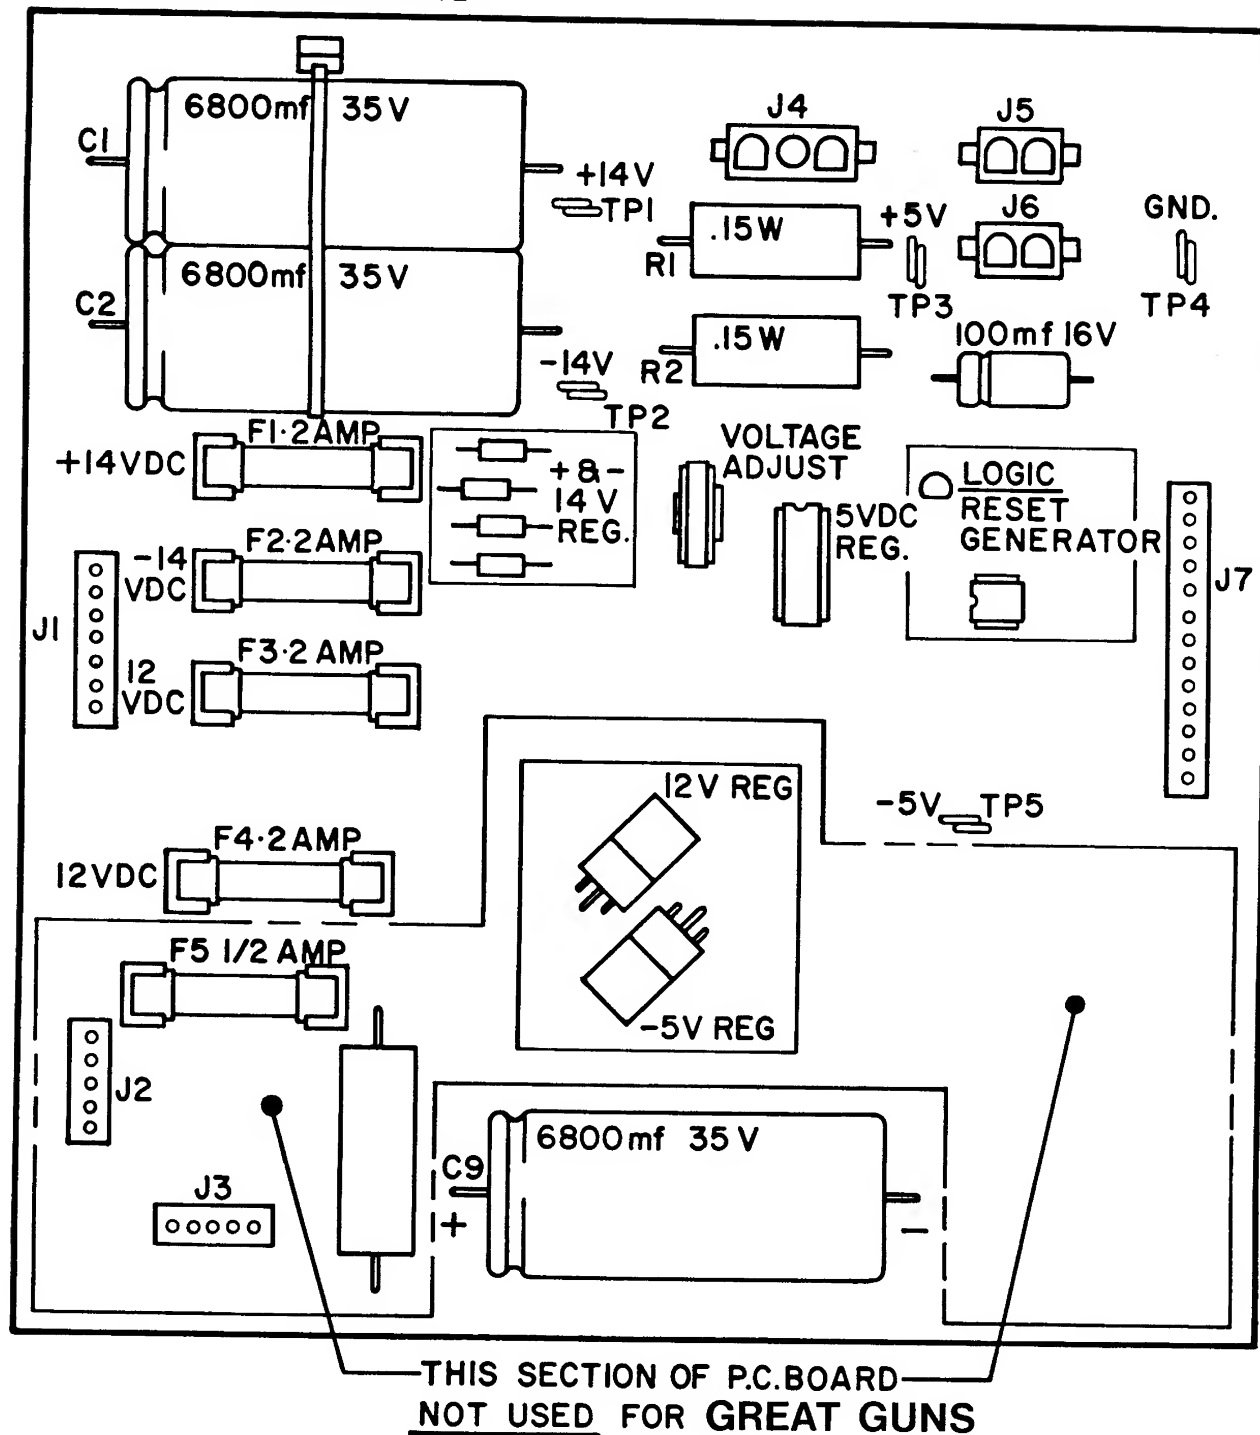 6800mf 35V
C1
+14V
TP1
J4
J5
6800mf 35V
C2
-14V
TP2
.15W
R1
+5V
TP3
J6
GND.
TP4
.15W
R2
100mf 16V
+14VDC
F1·2AMP
+ & -
14 V
REG.
VOLTAGE
ADJUST
5VDC
REG.
LOGIC
RESET
GENERATOR
J7
-14
VDC
F2·2AMP
J1
12
VDC
F3·2 AMP
12V REG
-5V REG
-5V TP5
12VDC
F4·2 AMP
F5 1/2 AMP
J2
J3
6800mf 35V
C9
+
-
THIS SECTION OF P.C.BOARD
NOT USED FOR GREAT GUNS